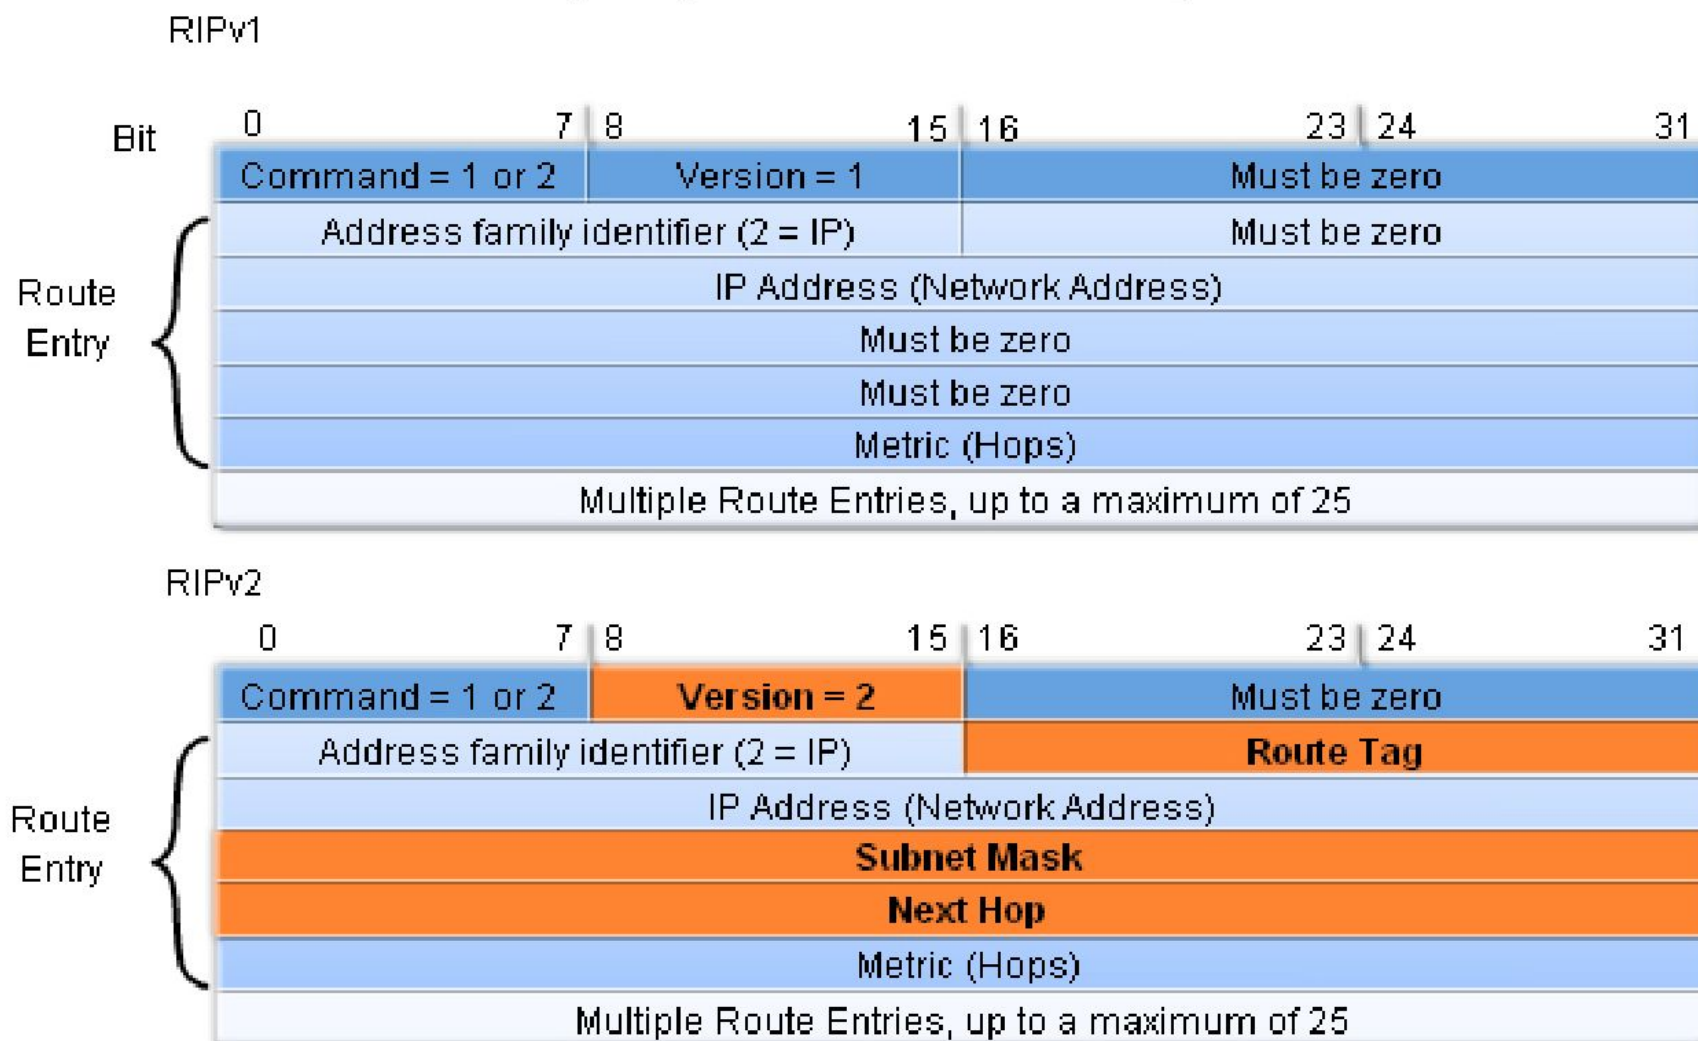 RIPv1
Bit 0 7 8 15 16 23 24 31
Command = 1 or 2 Version = 1 Must be zero
Address family identifier (2 = IP) Must be zero
Route Entry
IP Address (Network Address)
Must be zero
Must be zero
Metric (Hops)
Multiple Route Entries, up to a maximum of 25
RIPv2
0 7 8 15 16 23 24 31
Command = 1 or 2 Version = 2 Must be zero
Address family identifier (2 = IP) Route Tag
Route Entry
IP Address (Network Address)
Subnet Mask
Next Hop
Metric (Hops)
Multiple Route Entries, up to a maximum of 25